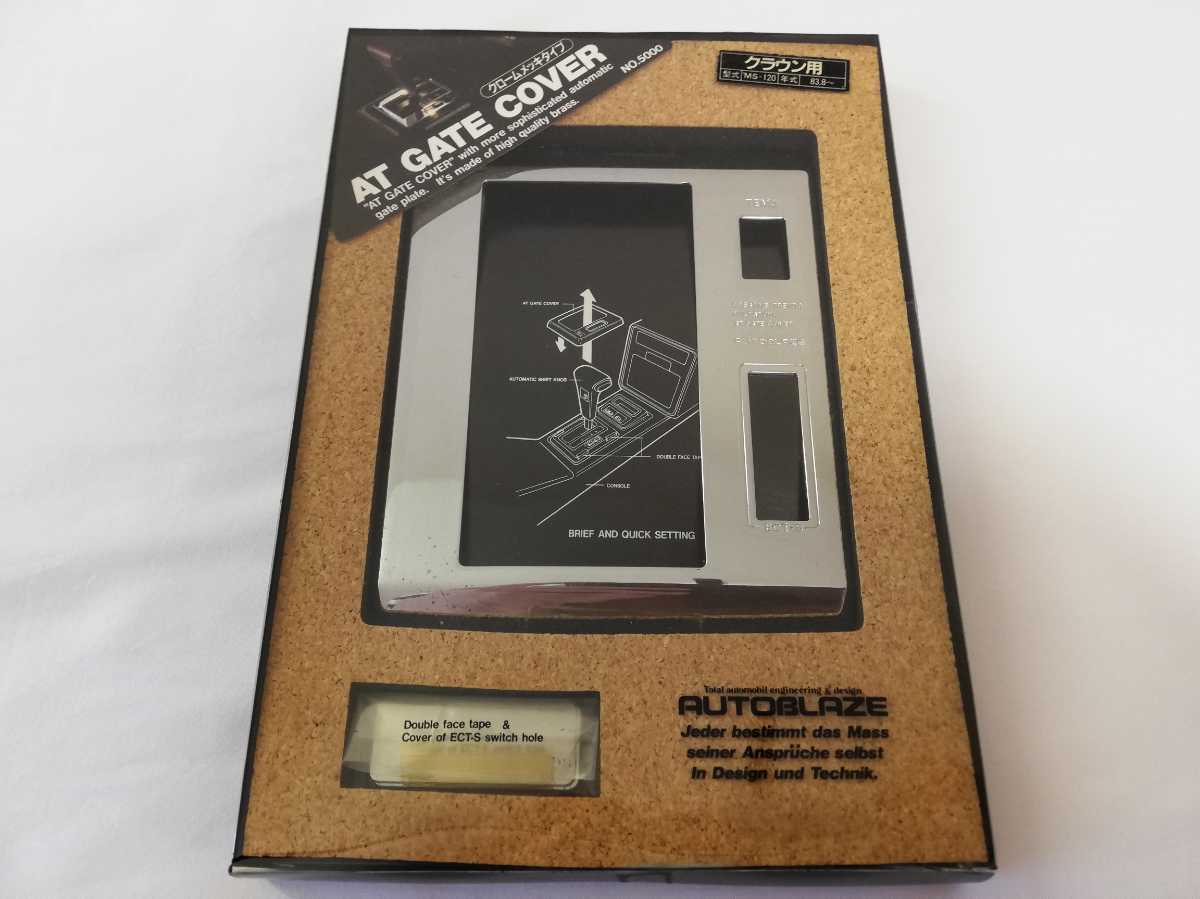 クロームメッキタイプ
AT GATE COVER
NO.5000
"AT GATE COVER" with more sophisticated automatic
gate plate. It's made of high quality brass.
クラウン用
型式 MS-120 年式 83.8～
AT GATE COVER
AUTOMATIC SHIFT KNOB
DOUBLE FACE
CONSOLE
BRIEF AND QUICK SETTING
Double face tape &
Cover of ECT-S switch hole
Total automobil engineering & design
AUTOBLAZE
Jeder bestimmt das Mass
seiner Ansprüche selbst
In Design und Technik.